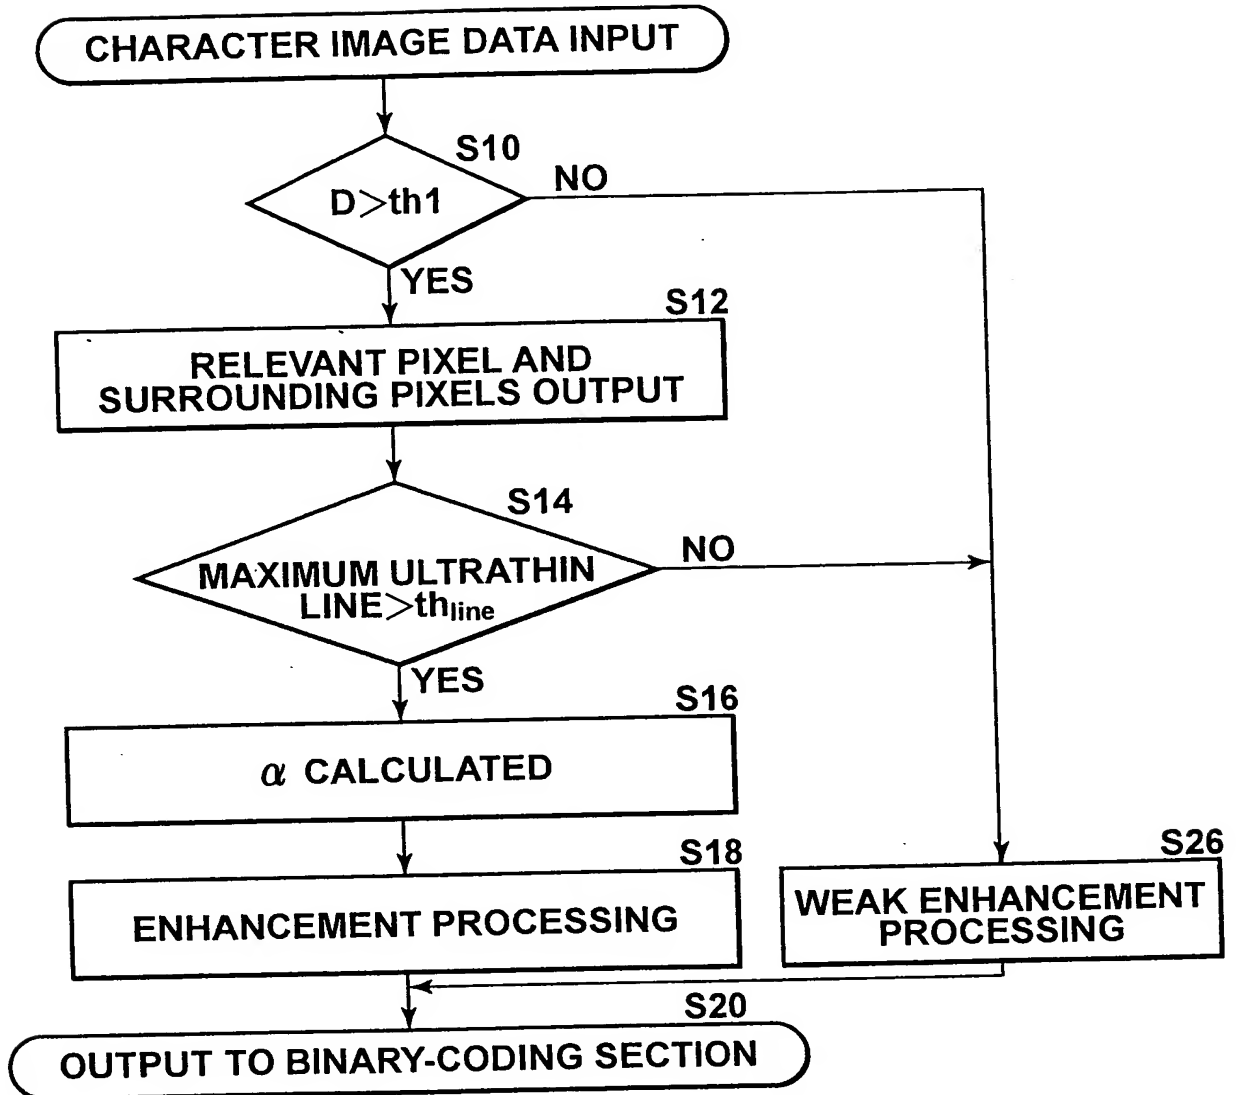 CHARACTER IMAGE DATA INPUT
S10
D>th1
NO
YES
S12
RELEVANT PIXEL AND
SURROUNDING PIXELS OUTPUT
S14
MAXIMUM ULTRATHIN
LINE>thline
NO
YES
S16
α CALCULATED
S18
ENHANCEMENT PROCESSING
S26
WEAK ENHANCEMENT
PROCESSING
S20
OUTPUT TO BINARY-CODING SECTION